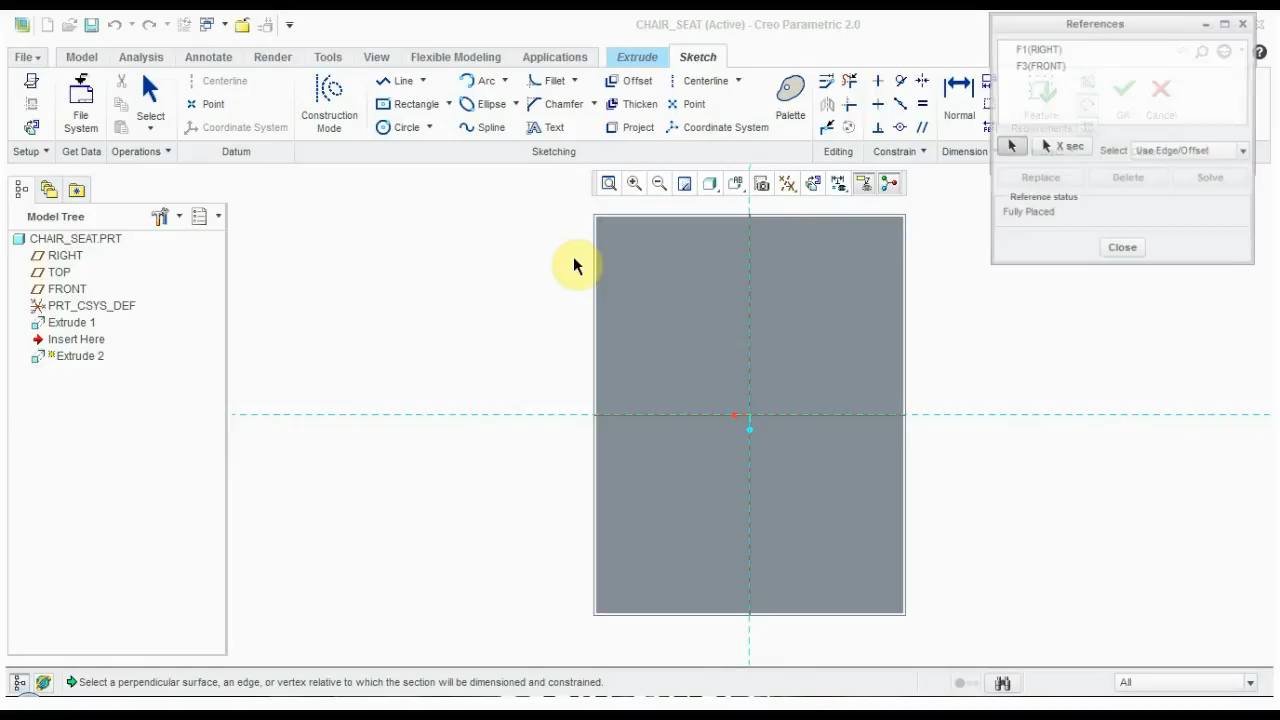 CHAIR_SEAT (Active) - Creo Parametric 2.0
References
File Model Analysis Annotate Render Tools View Flexible Modeling Applications Extrude Sketch
F1(RIGHT)
F3(FRONT)
Centerline Line Arc Fillet Offset Centerline
Point Rectangle Ellipse Chamfer Thicken Point
Coordinate System Circle Spline Text Project Coordinate System
File System
Select
Construction Mode
Palette
Normal
Feature OK Cancel
Setup Get Data Operations Datum Sketching Editing Constrain Dimension
X sec Select Use Edge/Offset
Replace Delete Solve
Reference status
Fully Placed
Close
Model Tree
CHAIR_SEAT.PRT
RIGHT
TOP
FRONT
PRT_CSYS_DEF
Extrude 1
Insert Here
Extrude 2
Select a perpendicular surface, an edge, or vertex relative to which the section will be dimensioned and constrained.
All